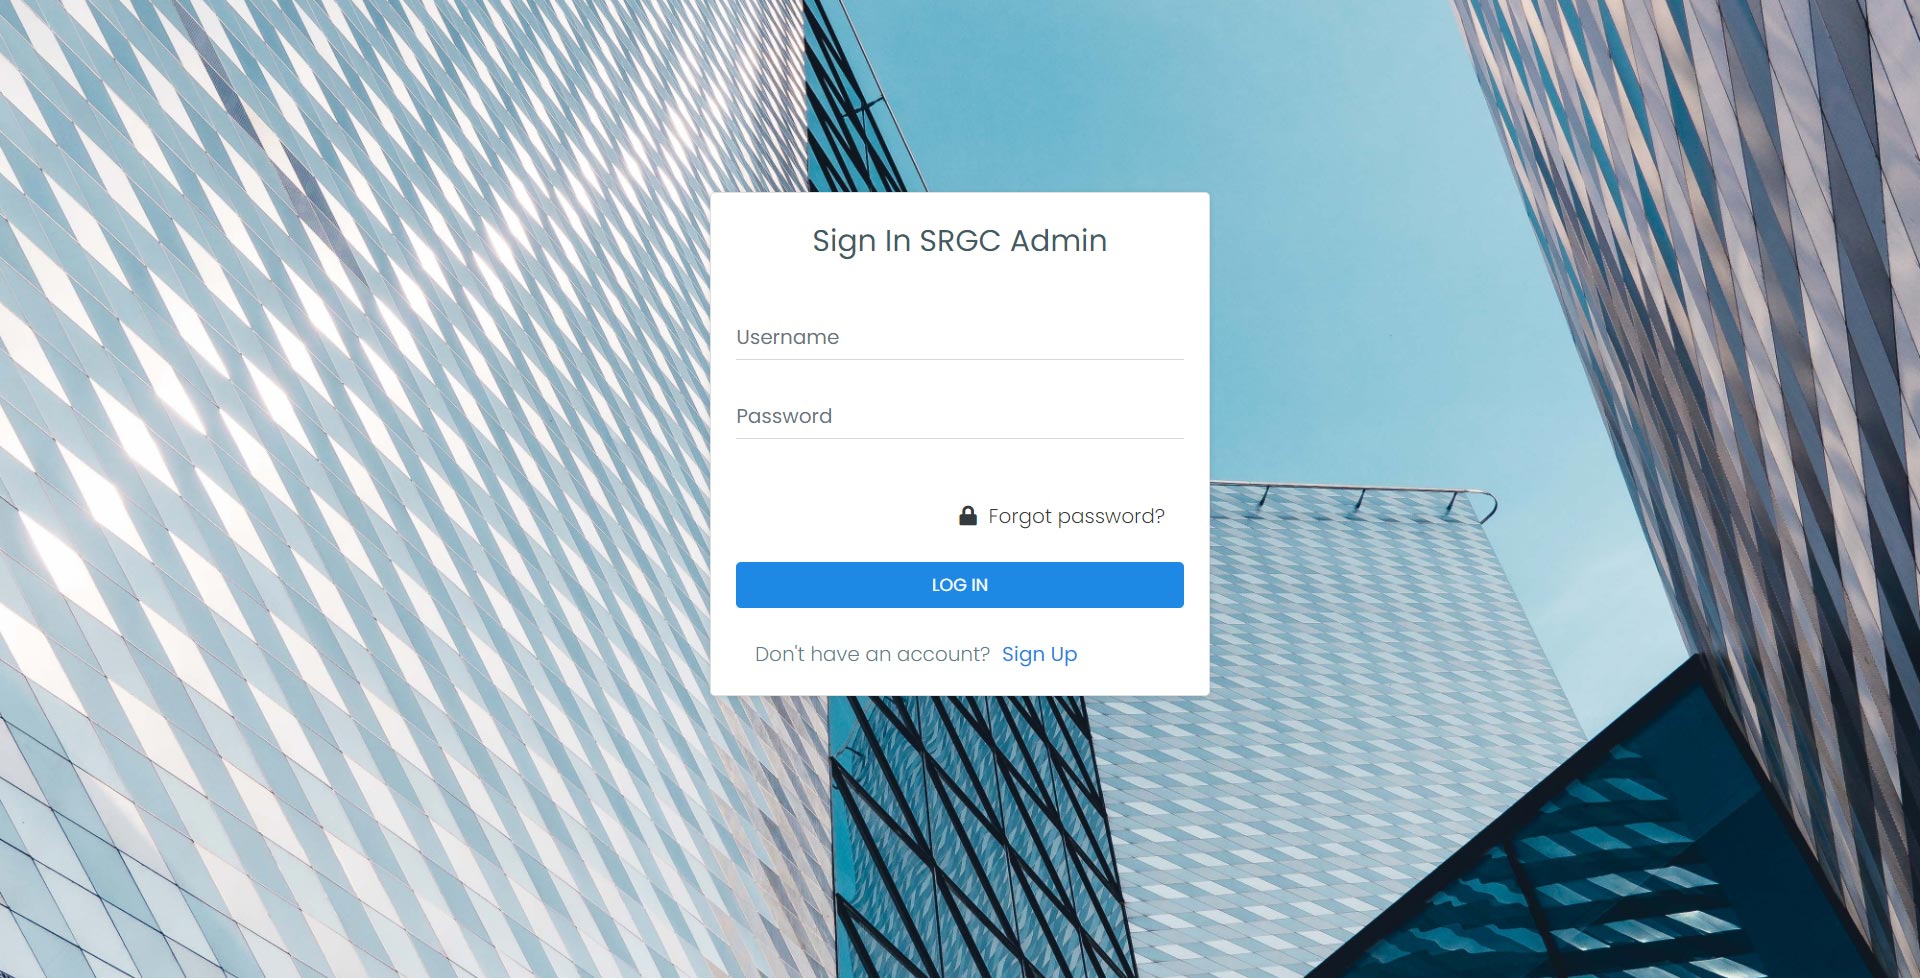 Sign In SRGC Admin
Username
Password
Forgot password?
LOG IN
Don't have an account? Sign Up